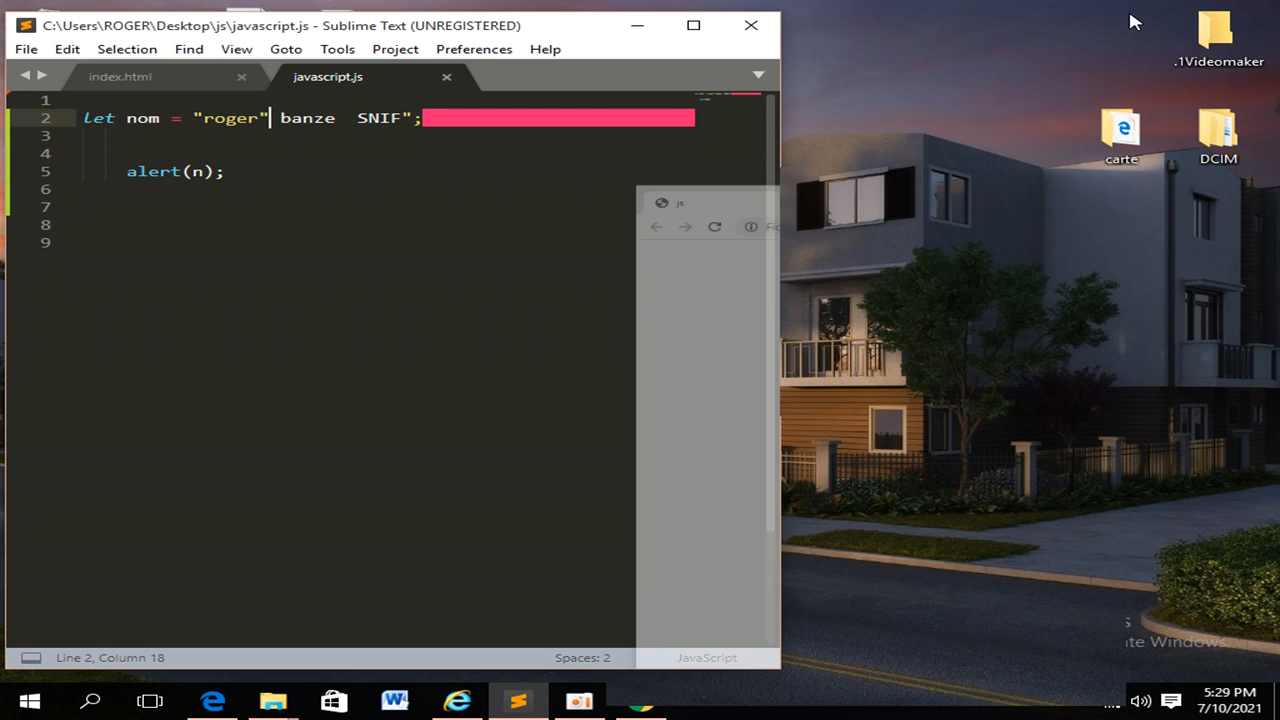 C:\Users\ROGER\Desktop\js\javascript.js - Sublime Text (UNREGISTERED)
File Edit Selection Find View Goto Tools Project Preferences Help
index.html
javascript.js
1
2 let nom = "roger" banze  SNIF";
3
4
5 alert(n);
6
7
8
9
js
Line 2, Column 18
Spaces: 2
JavaScript
.1Videomaker
carte
DCIM
5:29 PM
7/10/2021